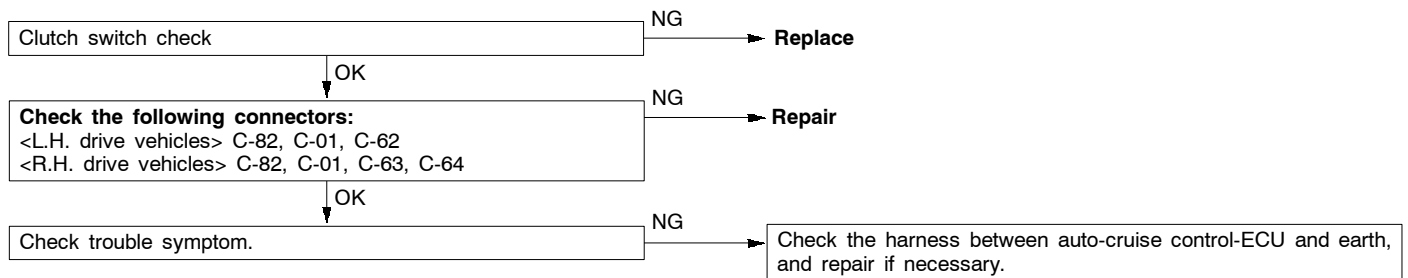 Clutch switch check
NG
Replace
OK
Check the following connectors:
<L.H. drive vehicles> C-82, C-01, C-62
<R.H. drive vehicles> C-82, C-01, C-63, C-64
NG
Repair
OK
Check trouble symptom.
NG
Check the harness between auto-cruise control-ECU and earth,
and repair if necessary.